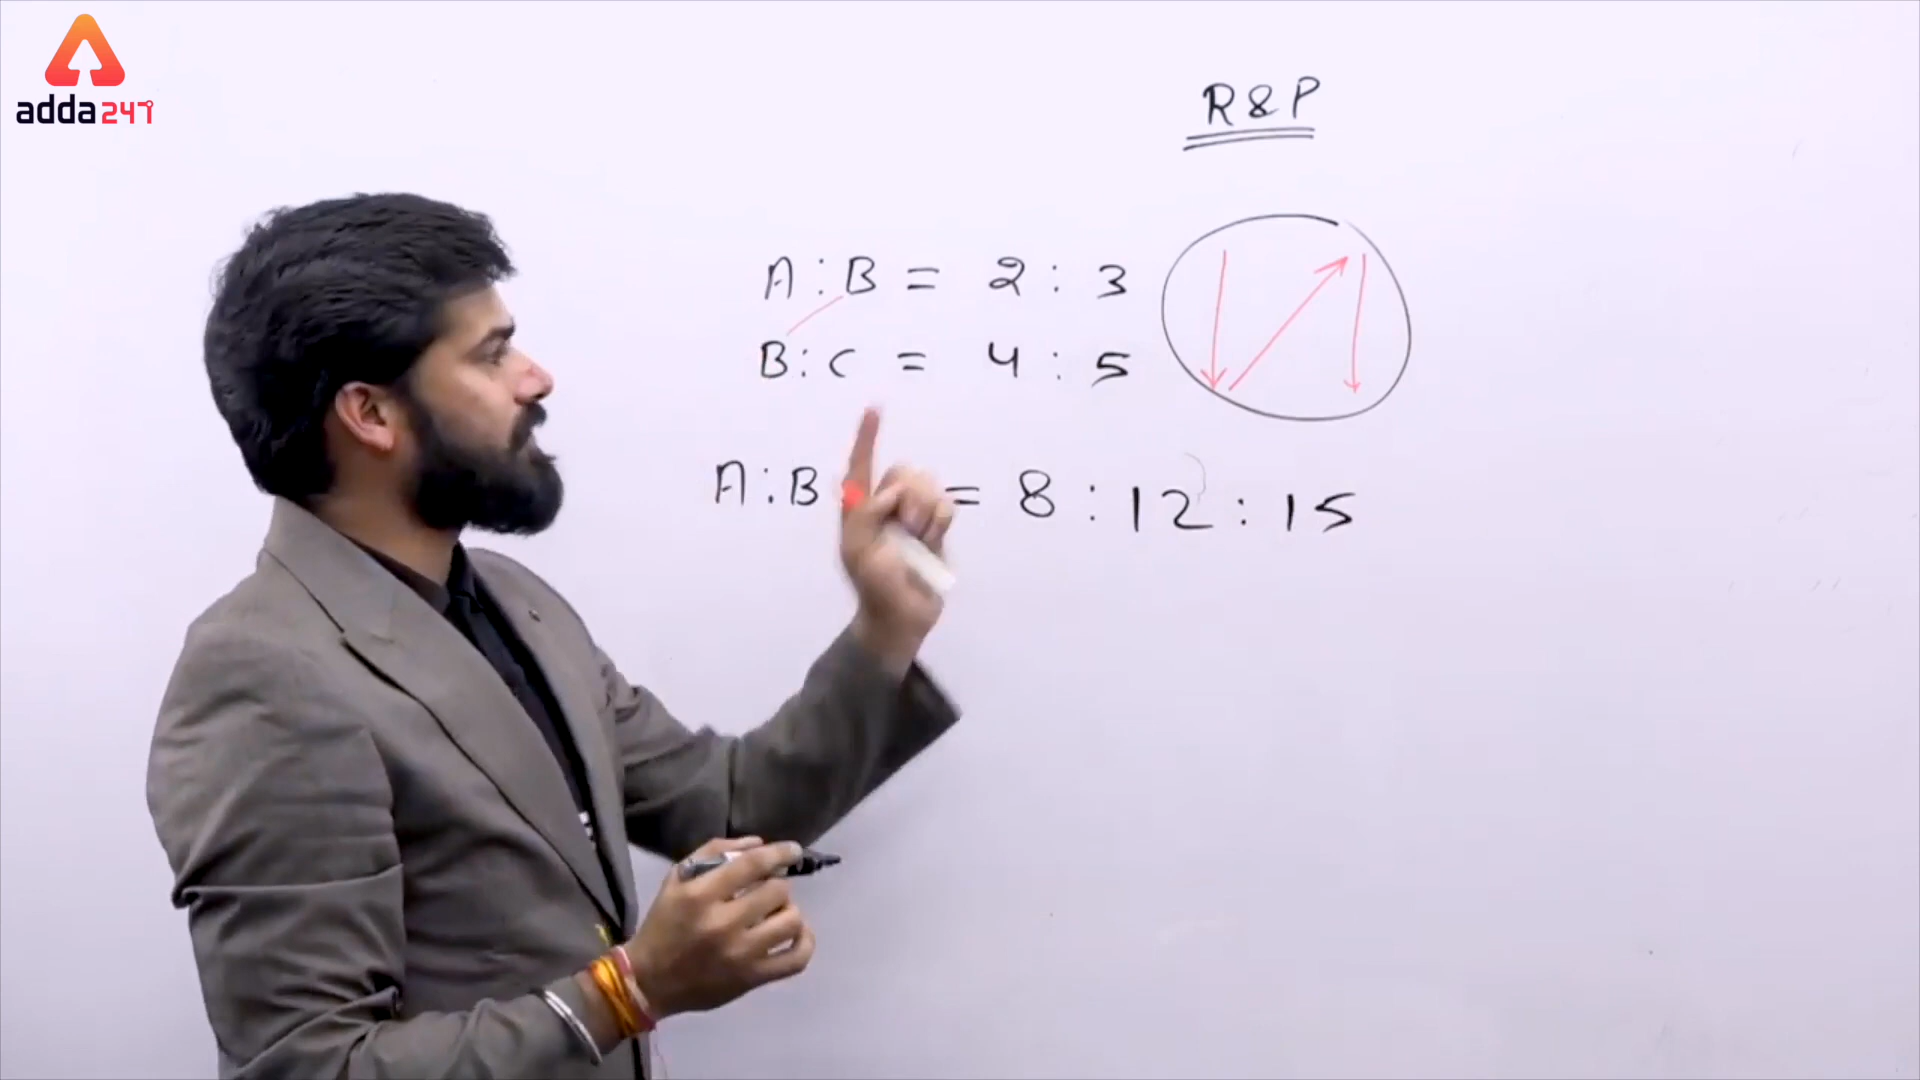 adda247
R & P
A : B = 2 : 3
B : C = 4 : 5
A : B = 8 : 12 : 15